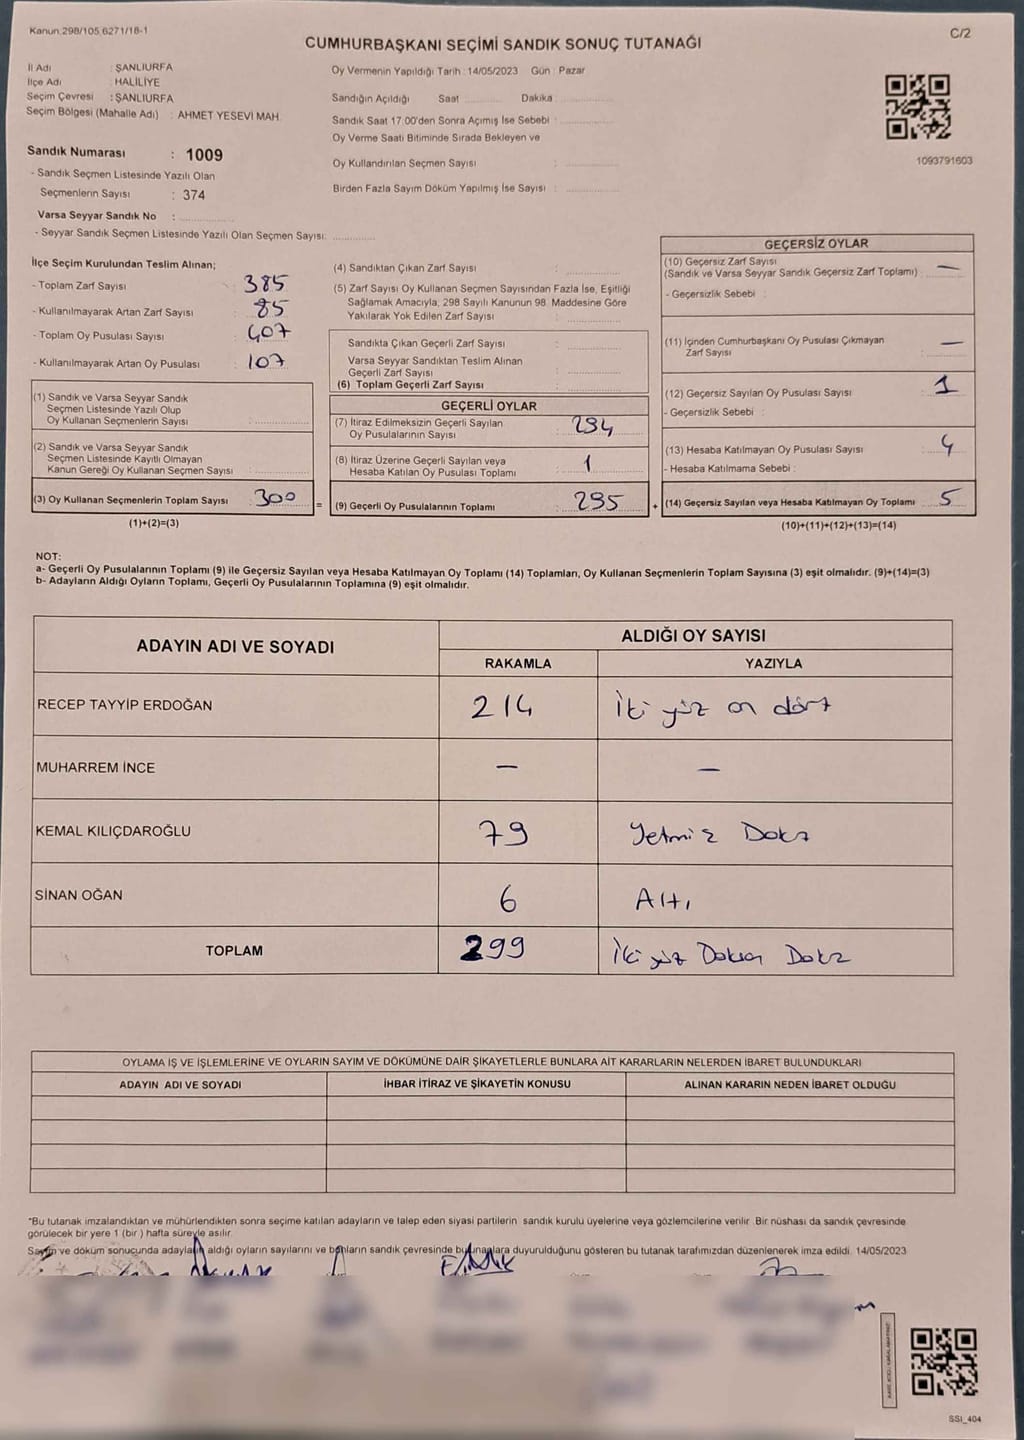 Kanun:298/105,6271/18-1
C/2
CUMHURBAŞKANI SEÇİMİ SANDIK SONUÇ TUTANAĞI
İl Adı : ŞANLIURFA
İlçe Adı : HALİLİYE
Seçim Çevresi : ŞANLIURFA
Seçim Bölgesi (Mahalle Adı) : AHMET YESEVİ MAH.
Sandık Numarası : 1009
- Sandık Seçmen Listesinde Yazılı Olan
Seçmenlerin Sayısı : 374
Varsa Seyyar Sandık No :
- Seyyar Sandık Seçmen Listesinde Yazılı Olan Seçmen Sayısı:
Oy Vermenin Yapıldığı Tarih : 14/05/2023 Gün : Pazar
Sandığın Açıldığı Saat Dakika
Sandık Saat 17:00'den Sonra Açımış İse Sebebi :
Oy Verme Saati Bitiminde Sırada Bekleyen ve
Oy Kullandırılan Seçmen Sayısı :
Birden Fazla Sayım Döküm Yapılmış İse Sayısı :
1093791603
İlçe Seçim Kurulundan Teslim Alınan;
- Toplam Zarf Sayısı : 385
- Kullanılmayarak Artan Zarf Sayısı : 85
- Toplam Oy Pusulası Sayısı : 407
- Kullanılmayarak Artan Oy Pusulası : 107
(1) Sandık ve Varsa Seyyar Sandık
Seçmen Listesinde Yazılı Olup
Oy Kullanan Seçmenlerin Sayısı :
(2) Sandık ve Varsa Seyyar Sandık
Seçmen Listesinde Kayıtlı Olmayan
Kanun Gereği Oy Kullanan Seçmen Sayısı :
(3) Oy Kullanan Seçmenlerin Toplam Sayısı : 300 =
(1)+(2)=(3)
(4) Sandıktan Çıkan Zarf Sayısı :
(5) Zarf Sayısı Oy Kullanan Seçmen Sayısından Fazla İse, Eşitliği
Sağlamak Amacıyla, 298 Sayılı Kanunun 98. Maddesine Göre
Yakılarak Yok Edilen Zarf Sayısı :
Sandıkta Çıkan Geçerli Zarf Sayısı :
Varsa Seyyar Sandıktan Teslim Alınan
Geçerli Zarf Sayısı :
(6) Toplam Geçerli Zarf Sayısı :
GEÇERLİ OYLAR
(7) İtiraz Edilmeksizin Geçerli Sayılan
Oy Pusulalarının Sayısı : 294
(8) İtiraz Üzerine Geçerli Sayılan veya
Hesaba Katılan Oy Pusulası Toplamı : 1
(9) Geçerli Oy Pusulalarının Toplamı : 295 +
GEÇERSİZ OYLAR
(10) Geçersiz Zarf Sayısı
(Sandık ve Varsa Seyyar Sandık Geçersiz Zarf Toplamı) : —
- Geçersizlik Sebebi :
(11) İçinden Cumhurbaşkanı Oy Pusulası Çıkmayan
Zarf Sayısı : —
(12) Geçersiz Sayılan Oy Pusulası Sayısı : 1
- Geçersizlik Sebebi :
(13) Hesaba Katılmayan Oy Pusulası Sayısı : 4
- Hesaba Katılmama Sebebi :
(14) Geçersiz Sayılan veya Hesaba Katılmayan Oy Toplamı : 5
(10)+(11)+(12)+(13)=(14)
NOT:
a- Geçerli Oy Pusulalarının Toplamı (9) ile Geçersiz Sayılan veya Hesaba Katılmayan Oy Toplamı (14) Toplamları, Oy Kullanan Seçmenlerin Toplam Sayısına (3) eşit olmalıdır. (9)+(14)=(3)
b- Adayların Aldığı Oyların Toplamı, Geçerli Oy Pusulalarının Toplamına (9) eşit olmalıdır.
ADAYIN ADI VE SOYADI ALDIĞI OY SAYISI
RAKAMLA YAZIYLA
RECEP TAYYİP ERDOĞAN 214 İki yüz on dört
MUHARREM İNCE — —
KEMAL KILIÇDAROĞLU 79 Yetmiş Dokz
SİNAN OĞAN 6 Altı
TOPLAM 299 İki yüz Doksan Dokz
OYLAMA İŞ VE İŞLEMLERİNE VE OYLARIN SAYIM VE DÖKÜMÜNE DAİR ŞİKAYETLERLE BUNLARA AİT KARARLARIN NELERDEN İBARET BULUNDUKLARI
ADAYIN ADI VE SOYADI İHBAR İTİRAZ VE ŞİKAYETİN KONUSU ALINAN KARARIN NEDEN İBARET OLDUĞU
*Bu tutanak imzalandıktan ve mühürlendikten sonra seçime katılan adayların ve talep eden siyasi partilerin sandık kurulu üyelerine veya gözlemcilerine verilir. Bir nüshası da sandık çevresinde
görülecek bir yere 1 (bir) hafta süreyle asılır.
Sayım ve döküm sonucunda adayların aldığı oyların sayılarını ve bunların sandık çevresinde bulunanlara duyurulduğunu gösteren bu tutanak tarafımızdan düzenlenerek imza edildi. 14/05/2023
SSI_404